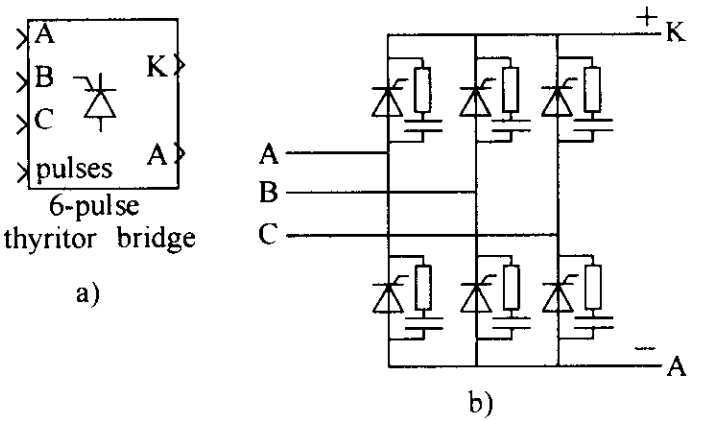 A
B
C
pulses
K
A
6-pulse
thyritor bridge
a)
A
B
C
+
K
—
A
b)